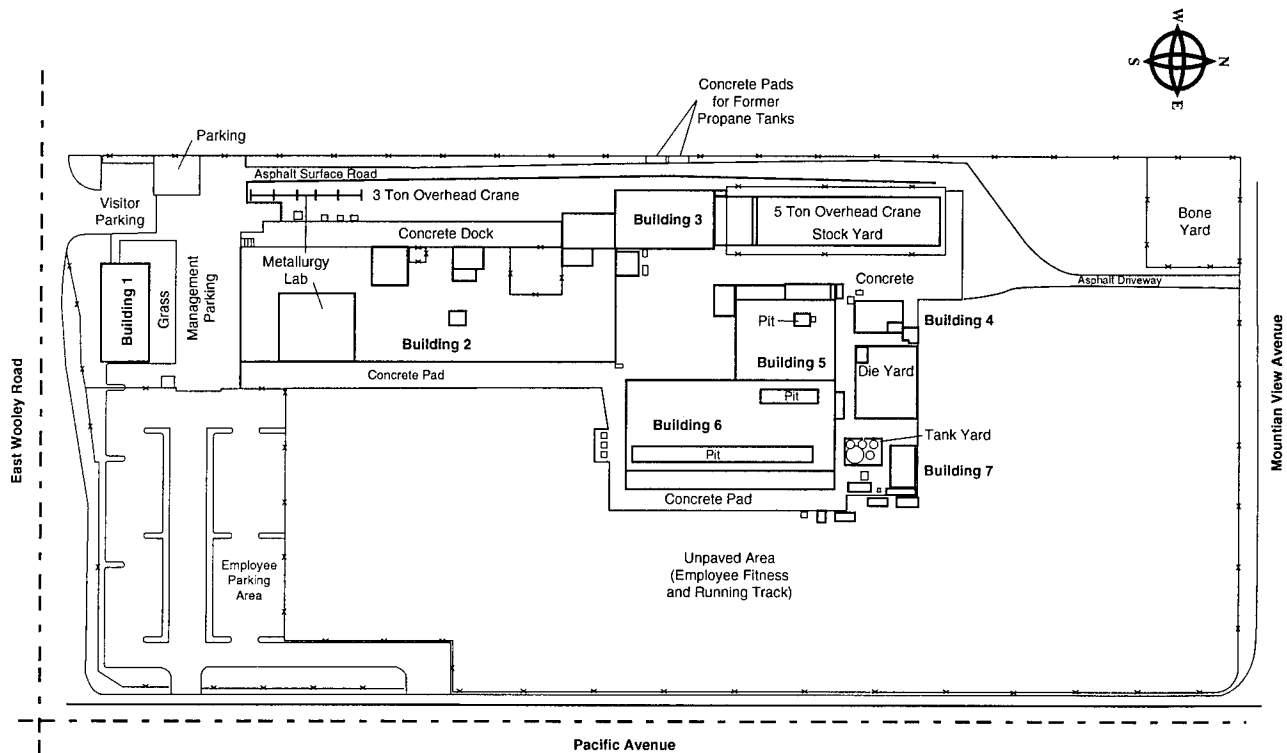 W
S
N
E
Concrete Pads
for Former
Propane Tanks
Parking
Asphalt Surface Road
3 Ton Overhead Crane
Visitor
Parking
Building 3
5 Ton Overhead Crane
Stock Yard
Bone
Yard
Concrete Dock
Metallurgy
Lab
Building 1
Grass
Management
Parking
Concrete
Asphalt Driveway
Building 2
Pit
Building 4
Building 5
Concrete Pad
Die Yard
Pit
Building 6
Tank Yard
Pit
Building 7
Concrete Pad
East Wooley Road
Mountian View Avenue
Employee
Parking
Area
Unpaved Area
(Employee Fitness
and Running Track)
Pacific Avenue